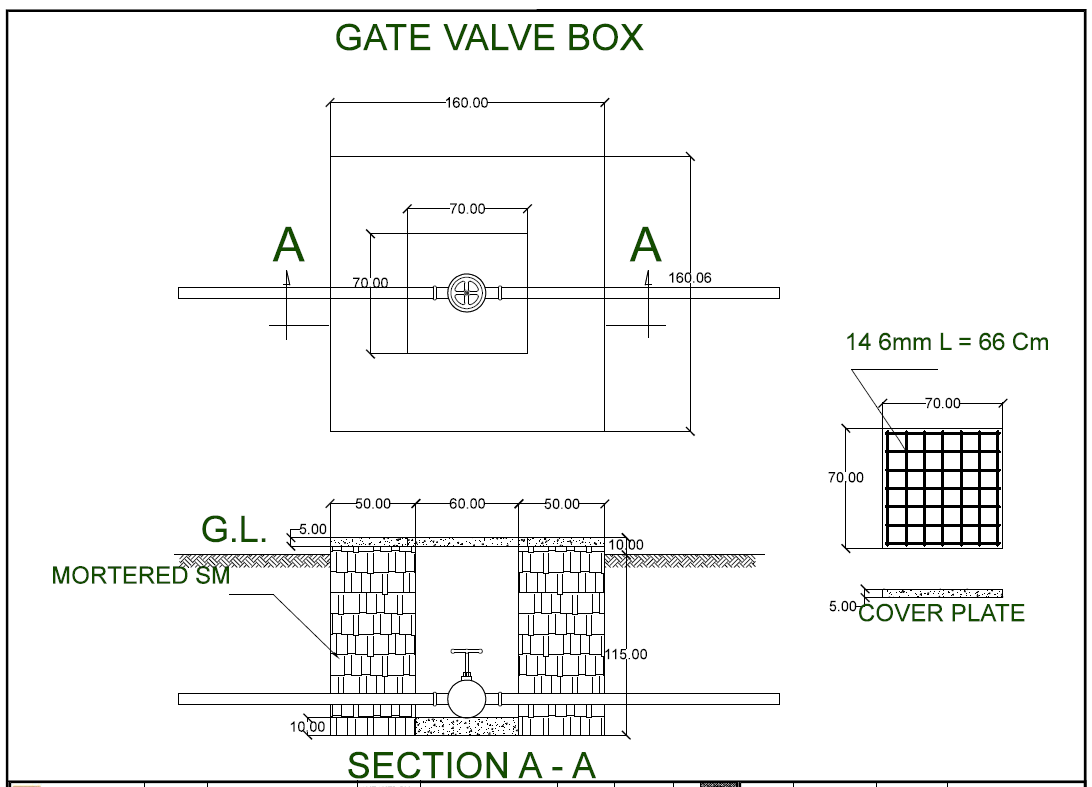 GATE VALVE BOX
160.00
70.00
A
A
70.00
160.06
14 6mm L = 66 Cm
70.00
70.00
50.00
60.00
50.00
G.L.
5.00
10.00
MORTERED SM
5.00
COVER PLATE
115.00
10.00
SECTION A - A